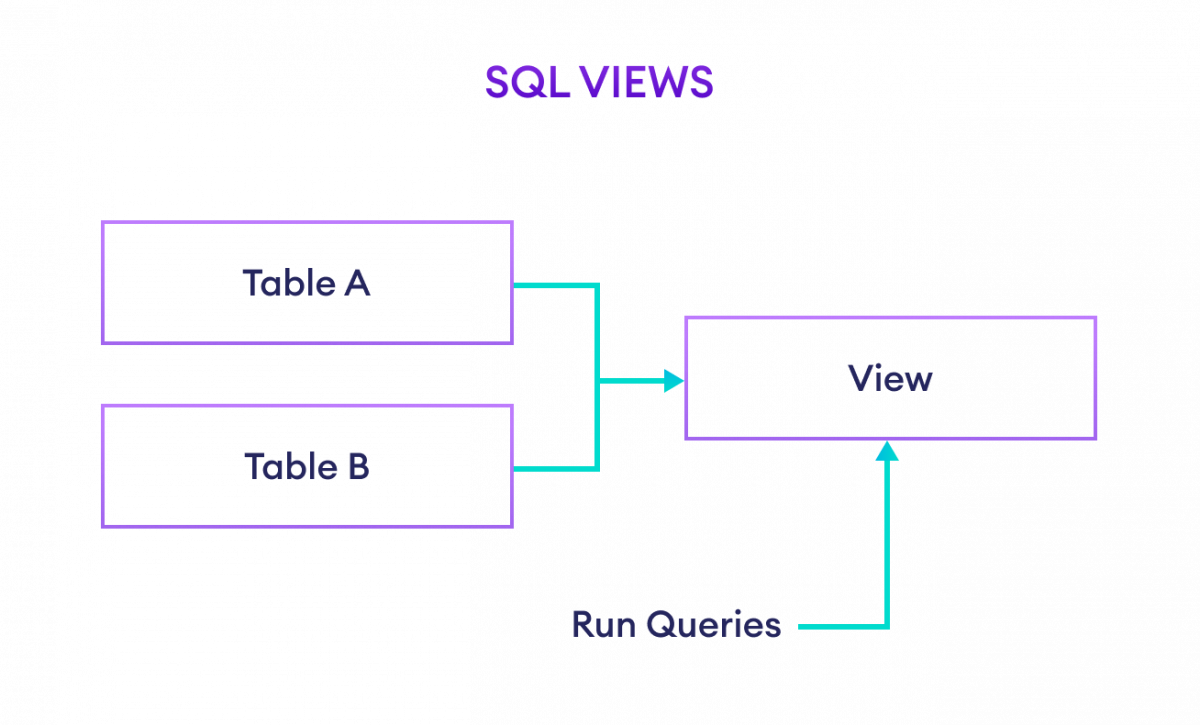 SQL VIEWS
Table A
View
Table B
Run Queries